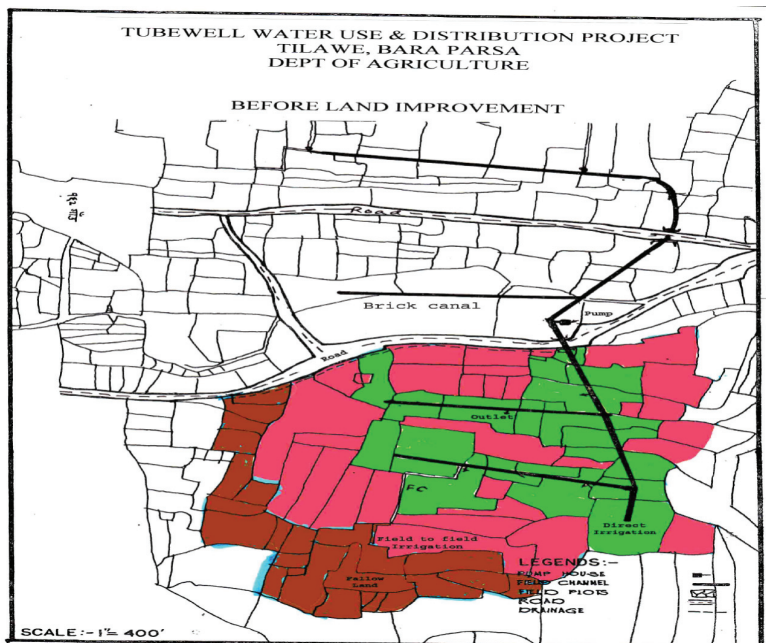 TUBEWELL WATER USE & DISTRIBUTION PROJECT
TILAWE, BARA PARSA
DEPT OF AGRICULTURE
BEFORE LAND IMPROVEMENT
Road
Brick canal
Pump
Road
Outlet
FC
Direct
Irrigation
Field to field
Irrigation
Fallow
Land
LEGENDS:-
PUMP HOUSE
FIELD CHANNEL
FIELD PLOTS
ROAD
DRAINAGE
SCALE:-1"= 400'